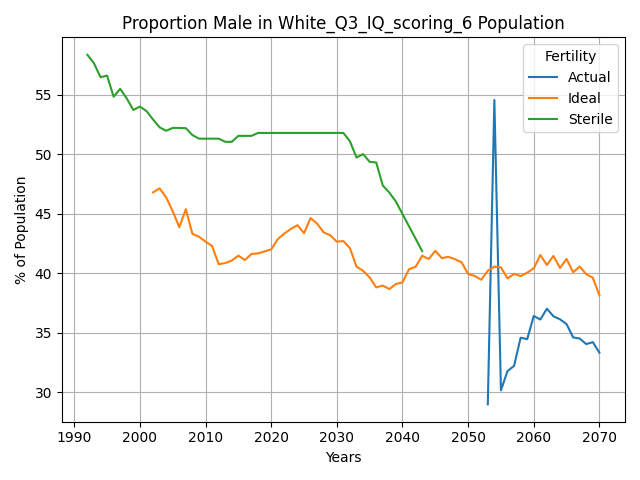 Proportion Male in White_Q3_IQ_scoring_6 Population
Fertility
Actual
Ideal
Sterile
% of Population
55
50
45
40
35
30
1990 2000 2010 2020 2030 2040 2050 2060 2070
Years